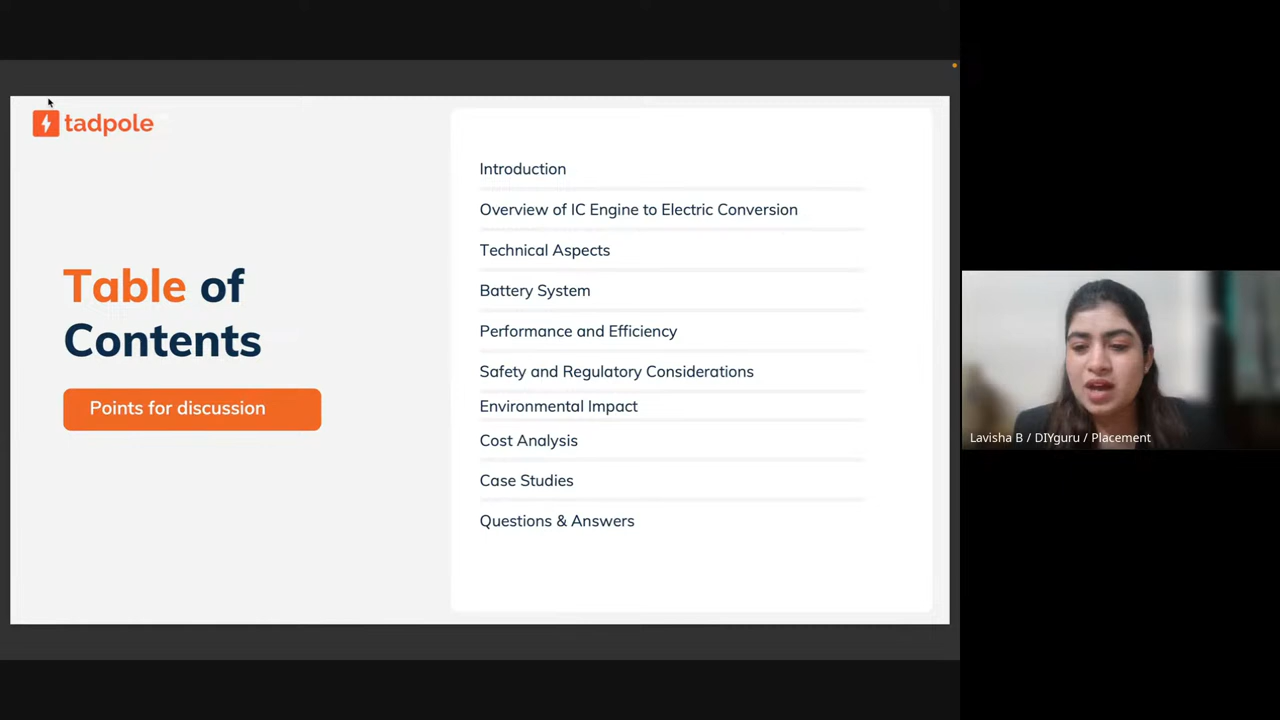 tadpole
Table of
Contents
Points for discussion
Introduction
Overview of IC Engine to Electric Conversion
Technical Aspects
Battery System
Performance and Efficiency
Safety and Regulatory Considerations
Environmental Impact
Cost Analysis
Case Studies
Questions & Answers
Lavisha B / DIYguru / Placement